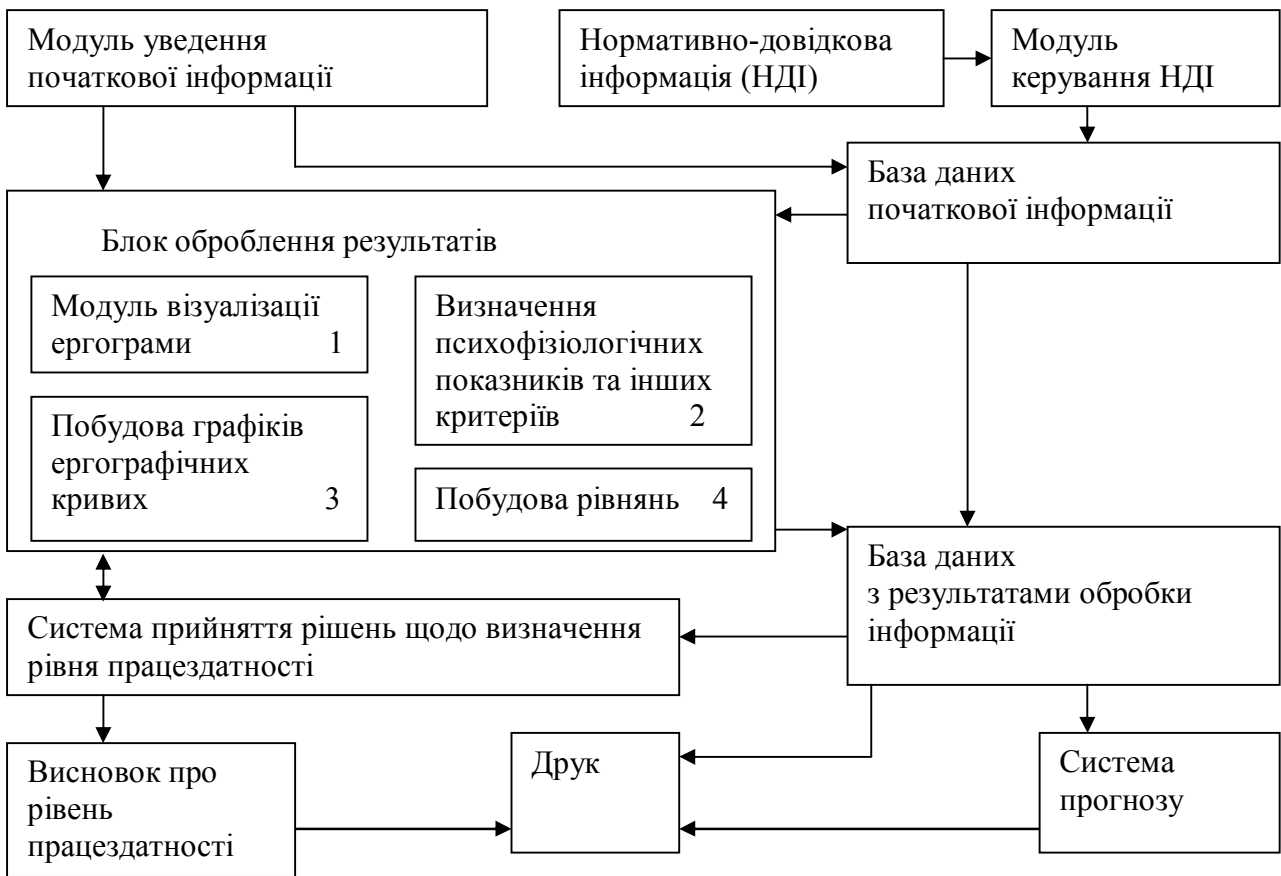 Модуль уведення
початкової інформації
Нормативно-довідкова
інформація (НДІ)
Модуль
керування НДІ
База даних
початкової інформації
Блок оброблення результатів
Модуль візуалізації
ергограми 1
Визначення
психофізіологічних
показників та інших
критеріїв 2
Побудова графіків
ергографічних
кривих 3
Побудова рівнянь 4
База даних
з результатами обробки
інформації
Система прийняття рішень щодо визначення
рівня працездатності
Висновок про
рівень
працездатності
Друк
Система
прогнозу